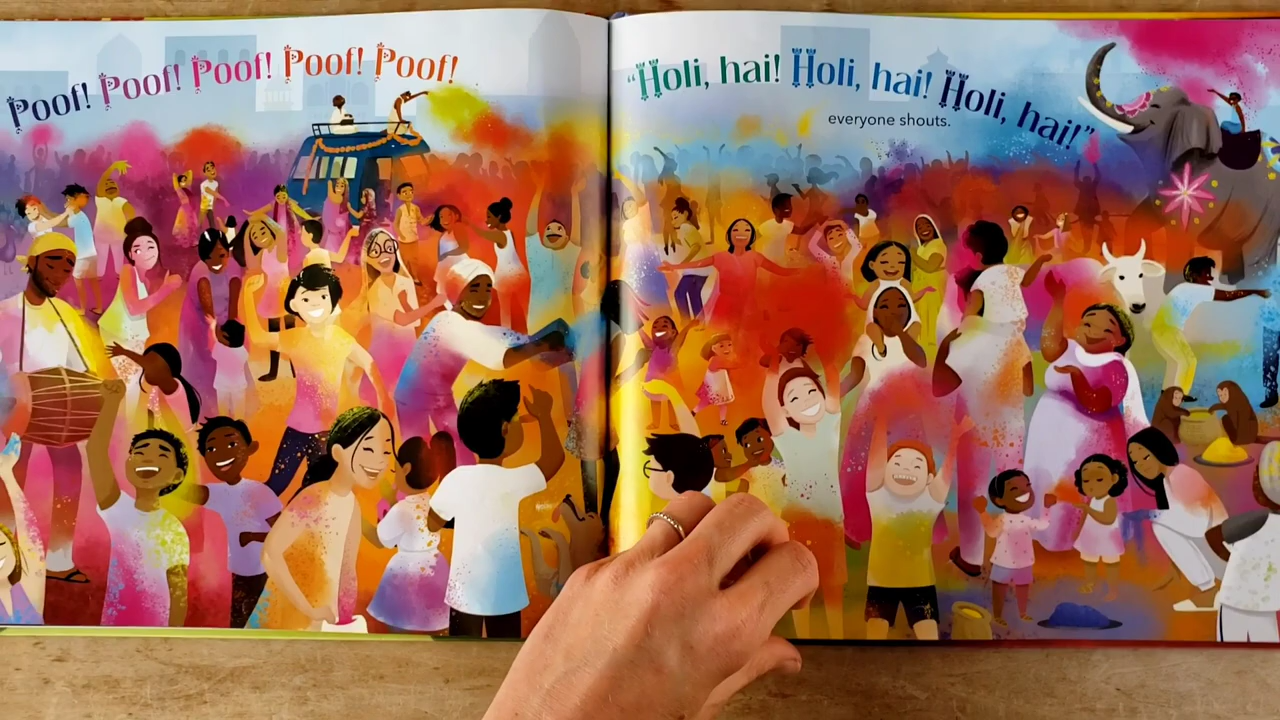 Poof! Poof! Poof! Poof! Poof!
“Holi, hai! Holi, hai! Holi, hai!”
everyone shouts.